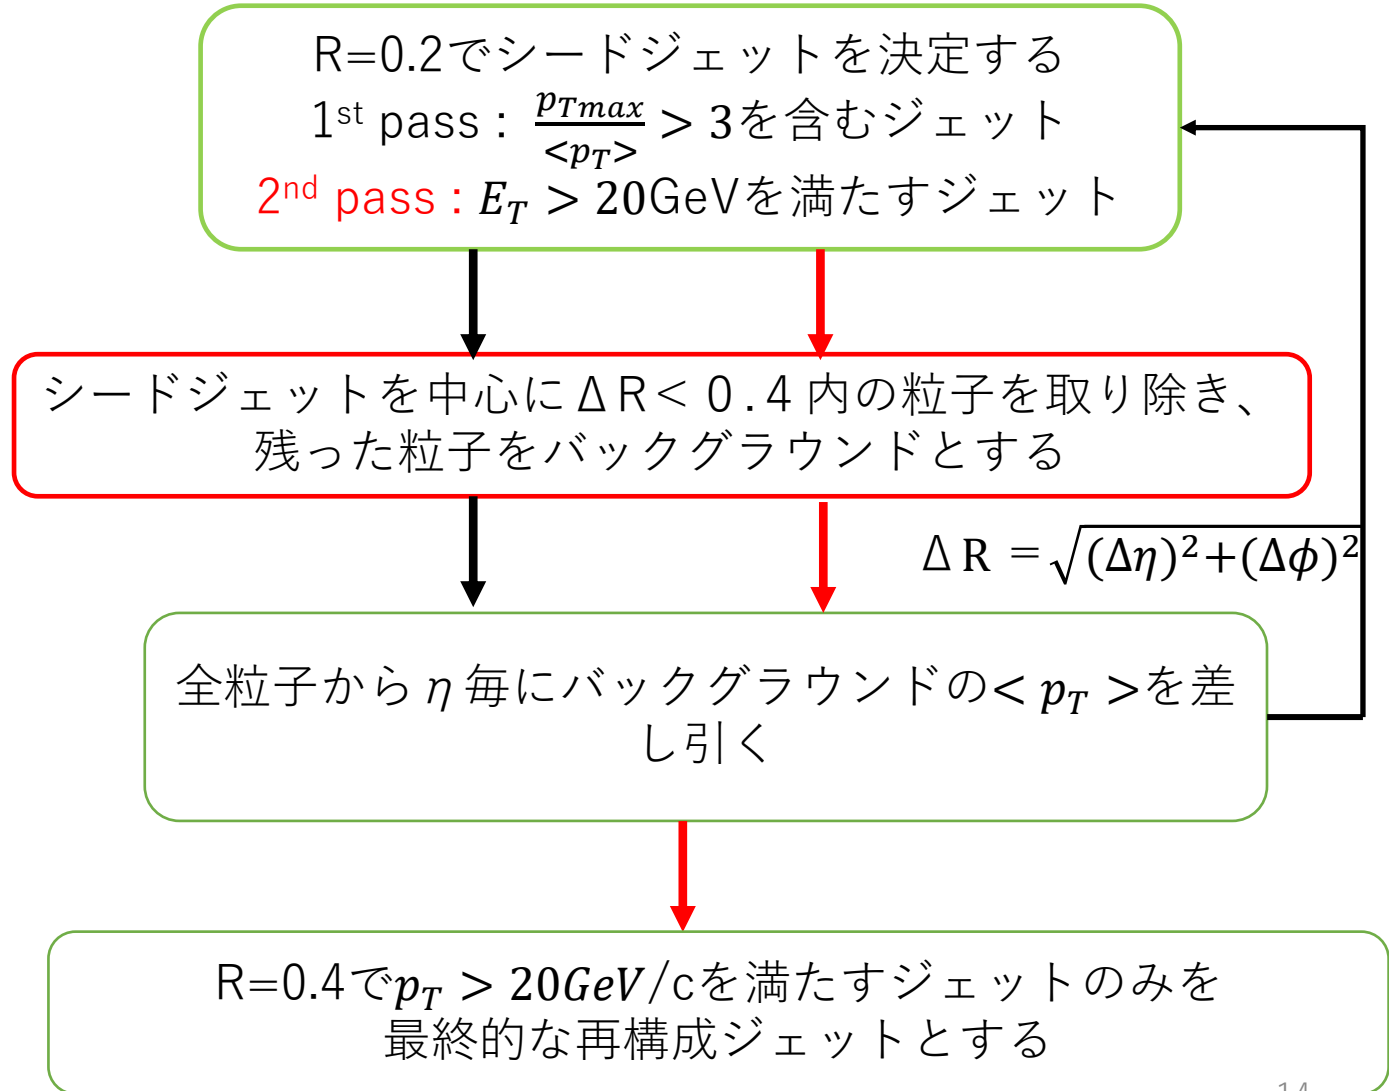 R=0.2でシードジェットを決定する
1st pass : pTmax/<pT> > 3を含むジェット
2nd pass : ET > 20GeVを満たすジェット
シードジェットを中心にΔR< 0.4内の粒子を取り除き、
残った粒子をバックグラウンドとする
ΔR = √(Δη)²+(Δϕ)²
全粒子からη毎にバックグラウンドの< pT >を差
し引く
R=0.4でpT > 20GeV/cを満たすジェットのみを
最終的な再構成ジェットとする
14